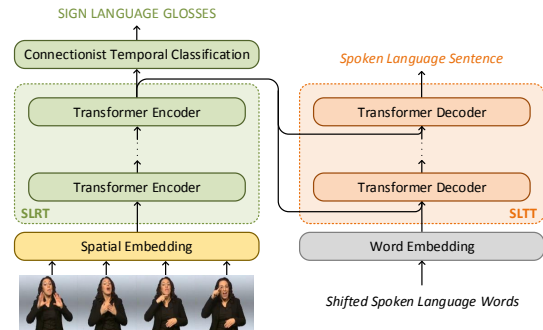 SIGN LANGUAGE GLOSSES
Connectionist Temporal Classification
Transformer Encoder
Transformer Encoder
SLRT
Spatial Embedding
Spoken Language Sentence
Transformer Decoder
Transformer Decoder
SLTT
Word Embedding
Shifted Spoken Language Words